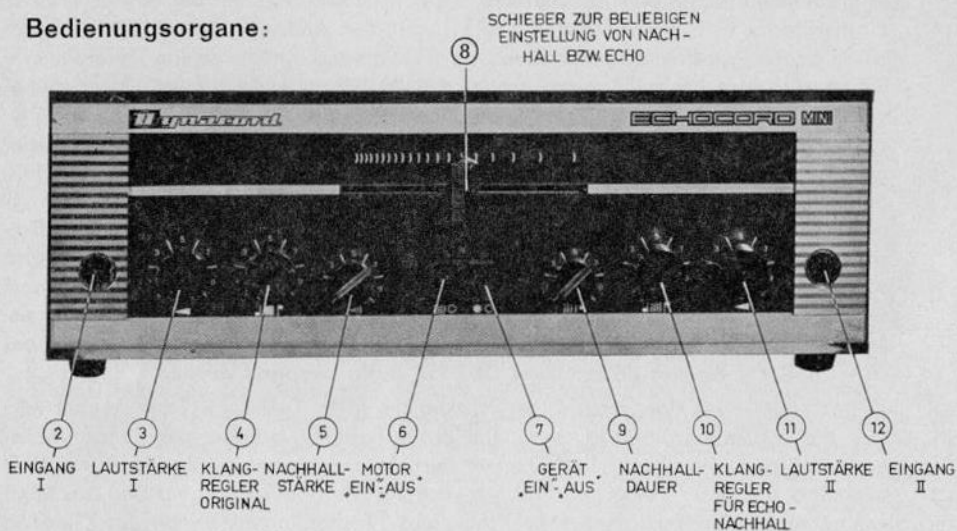 Bedienungsorgane:
SCHIEBER ZUR BELIEBIGEN
EINSTELLUNG VON NACH-
HALL BZW. ECHO
8
Dynacord
ECHOCORD MINI
2
3
4
5
6
7
9
10
11
12
EINGANG
I
LAUTSTÄRKE
I
KLANG-
REGLER
ORIGINAL
NACHHALL-
STÄRKE
MOTOR
„EIN"-„AUS"
GERÄT
„EIN"-„AUS"
NACHHALL-
DAUER
KLANG-
REGLER
FÜR ECHO-
NACHHALL
LAUTSTÄRKE
II
EINGANG
II